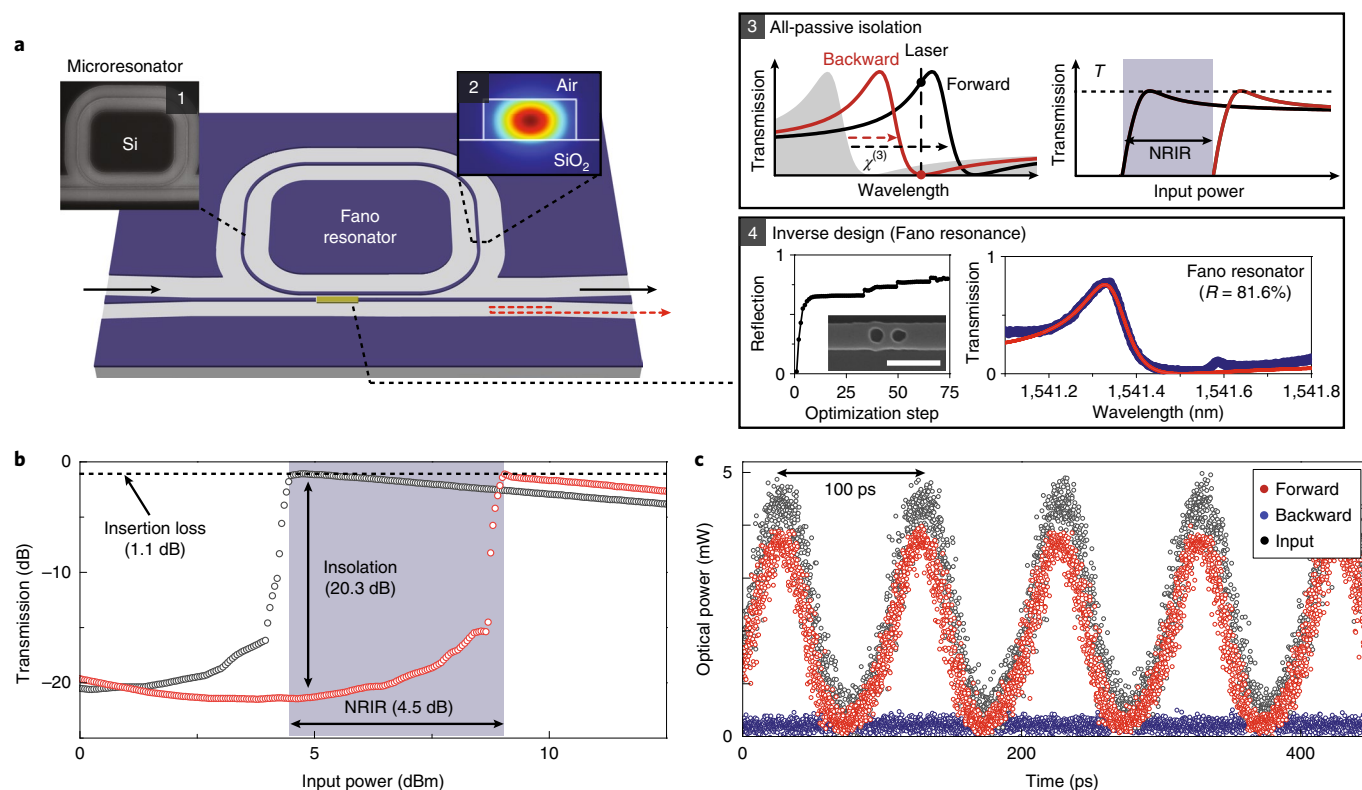 a
Microresonator
1
Si
2
Air
SiO2
Fano
resonator
3 All-passive isolation
Transmission
Backward
Laser
Forward
χ(3)
Wavelength
Transmission
T
NRIR
Input power
4 Inverse design (Fano resonance)
Reflection
1
0
0 25 50 75
Optimization step
Transmission
1
0
Fano resonator
(R = 81.6%)
1,541.2 1,541.4 1,541.6 1,541.8
Wavelength (nm)
b
Transmission (dB)
0
–10
–20
Insertion loss
(1.1 dB)
Insolation
(20.3 dB)
NRIR (4.5 dB)
0 5 10
Input power (dBm)
c
Optical power (mW)
5
0
100 ps
Forward
Backward
Input
0 200 400
Time (ps)